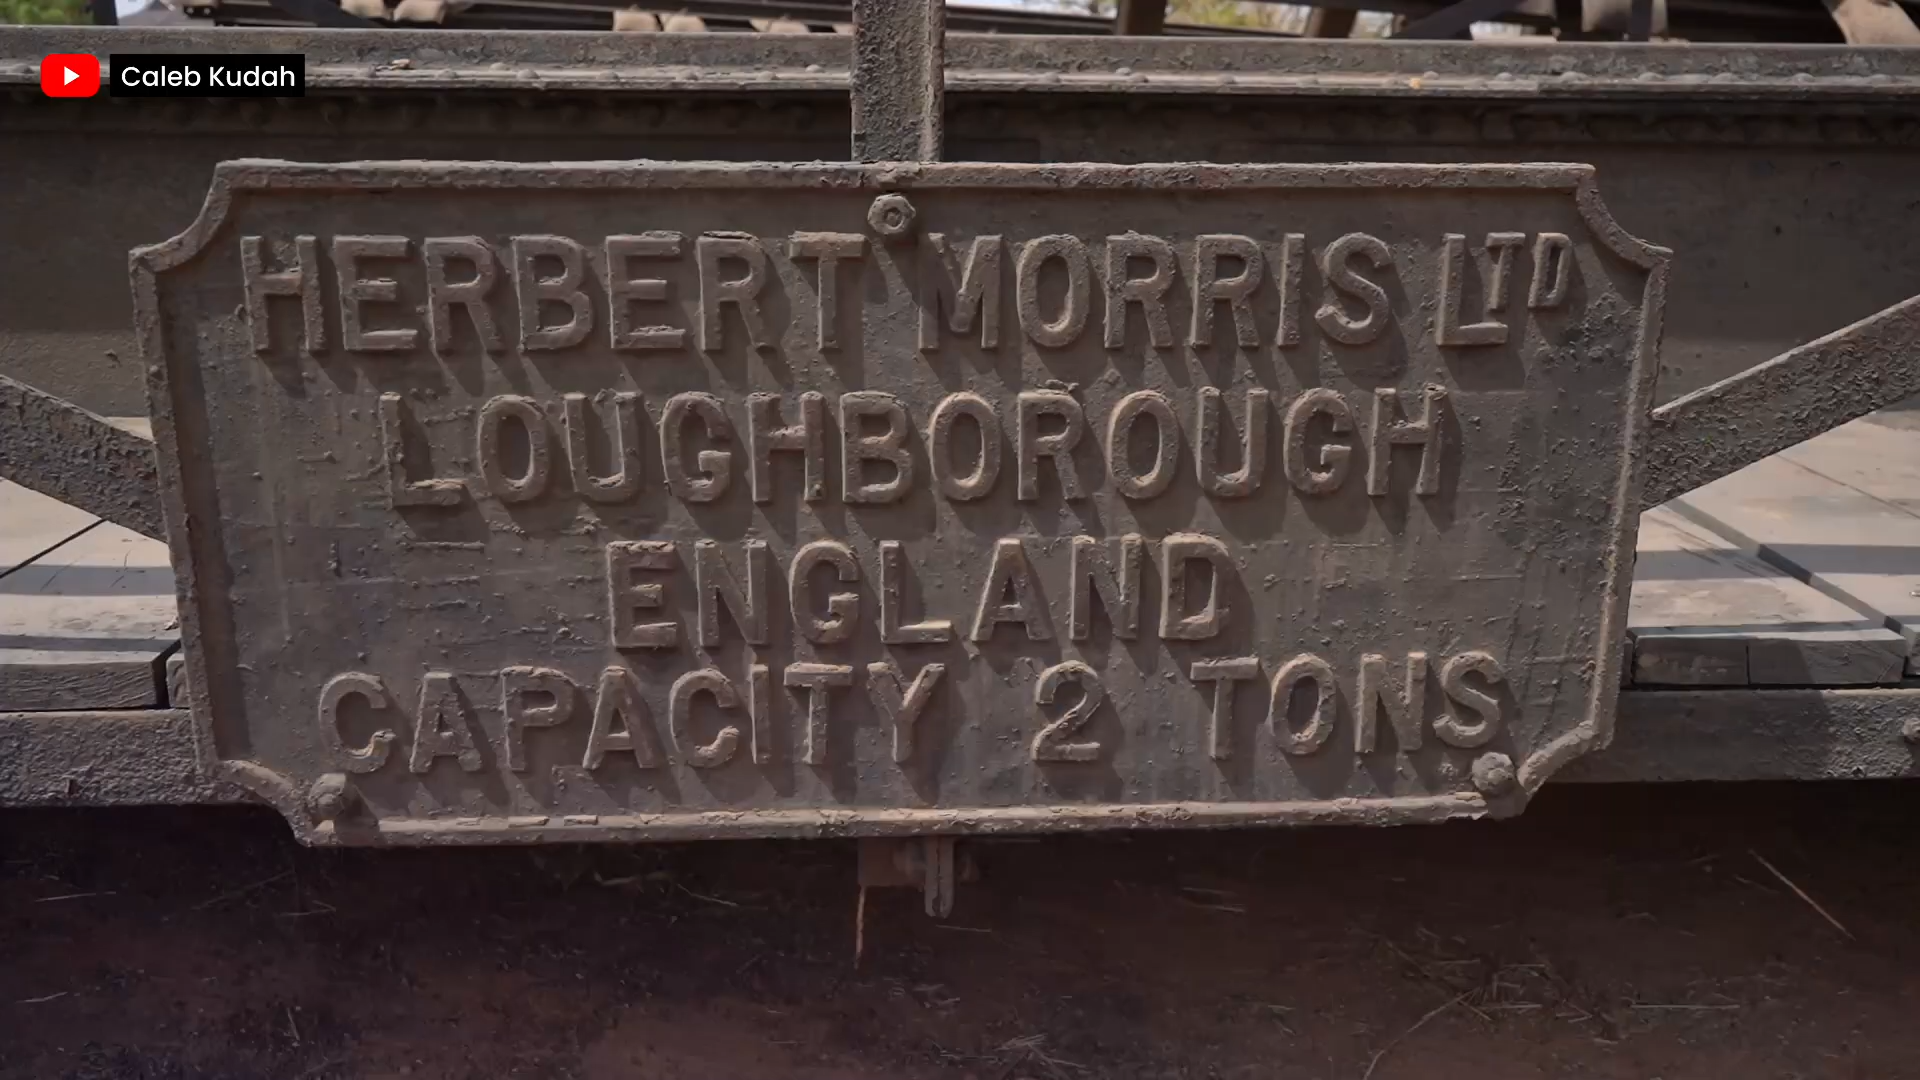 Caleb Kudah
HERBERT MORRIS LTD
LOUGHBOROUGH
ENGLAND
CAPACITY 2 TONS